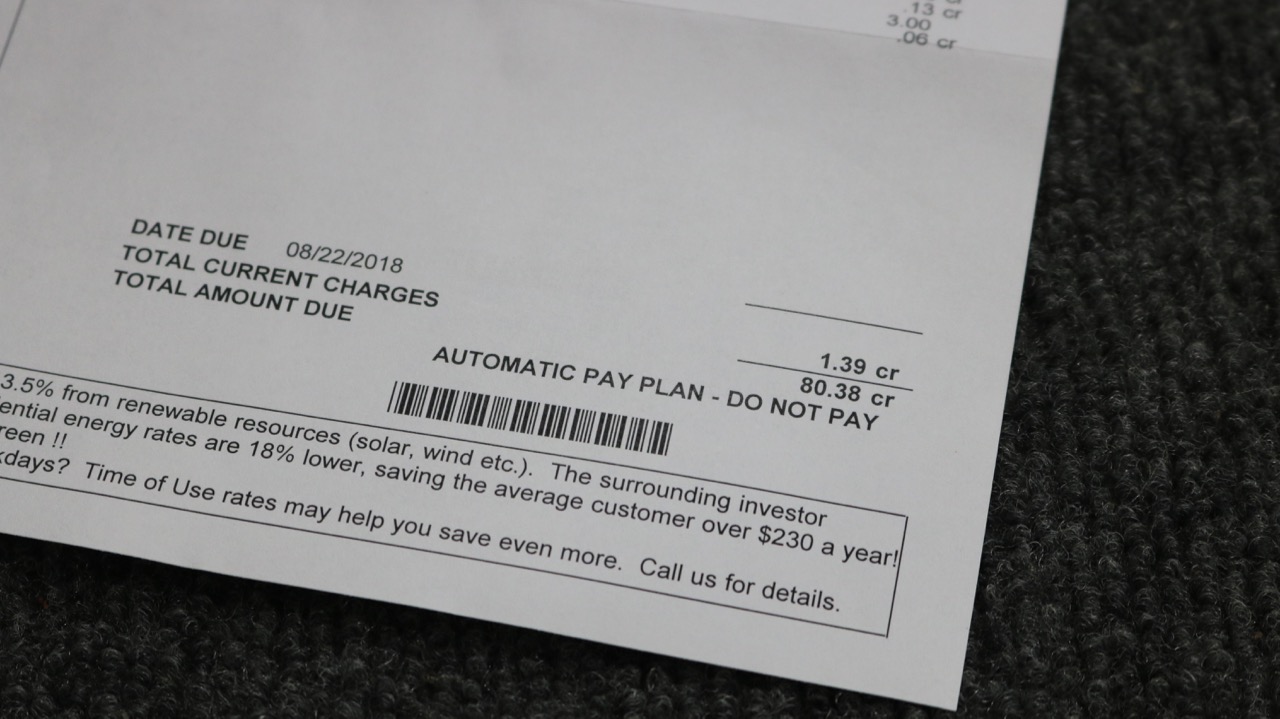 .13 cr
3.00
.06 cr
DATE DUE 08/22/2018
TOTAL CURRENT CHARGES 1.39 cr
TOTAL AMOUNT DUE 80.38 cr
AUTOMATIC PAY PLAN - DO NOT PAY
3.5% from renewable resources (solar, wind etc.). The surrounding investor
ential energy rates are 18% lower, saving the average customer over $230 a year!
reen !!
kdays? Time of Use rates may help you save even more. Call us for details.